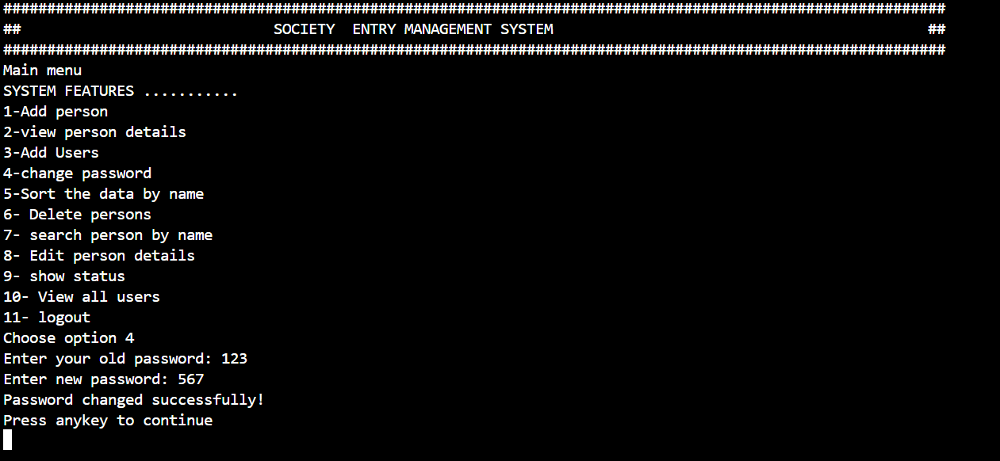 ############################################################################################################
##                             SOCIETY  ENTRY MANAGEMENT SYSTEM                                           ##
############################################################################################################
Main menu
SYSTEM FEATURES ...........
1-Add person
2-view person details
3-Add Users
4-change password
5-Sort the data by name
6- Delete persons
7- search person by name
8- Edit person details
9- show status
10- View all users
11- logout
Choose option 4
Enter your old password: 123
Enter new password: 567
Password changed successfully!
Press anykey to continue